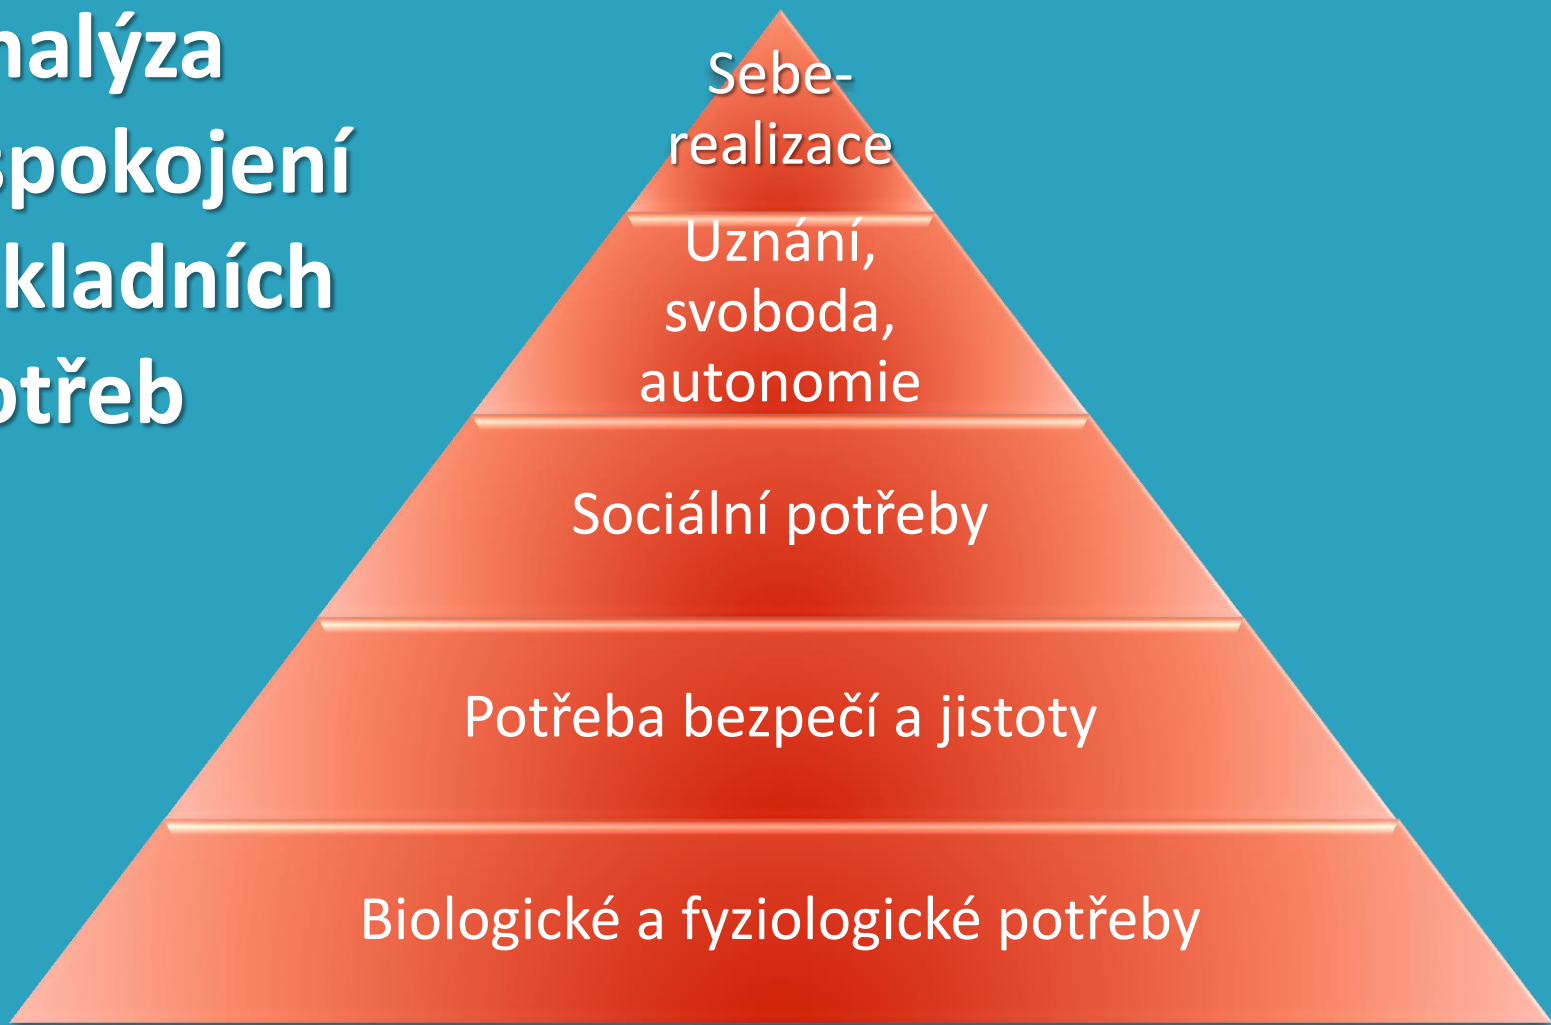 nalýza
spokojení
kladních
otřeb
Sebe-
realizace
Uznání,
svoboda,
autonomie
Sociální potřeby
Potřeba bezpečí a jistoty
Biologické a fyziologické potřeby